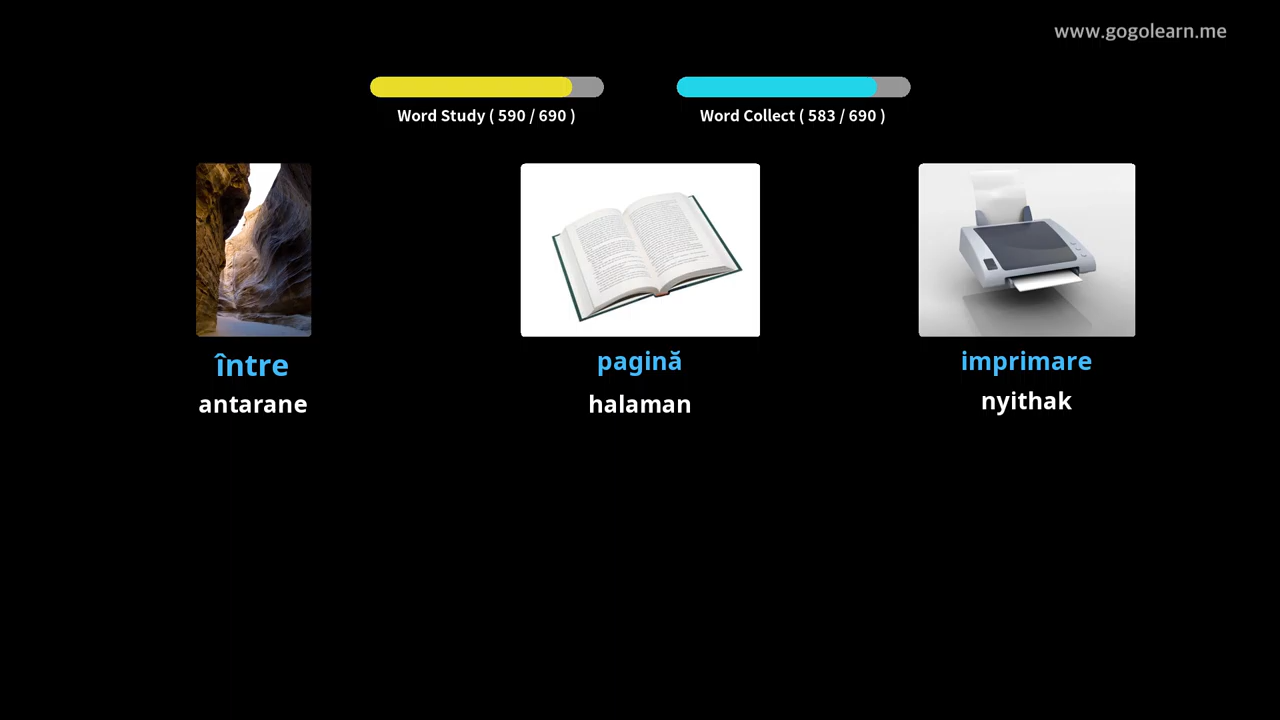 www.gogolearn.me
Word Study ( 590 / 690 )
Word Collect ( 583 / 690 )
între
pagină
imprimare
antarane
halaman
nyithak